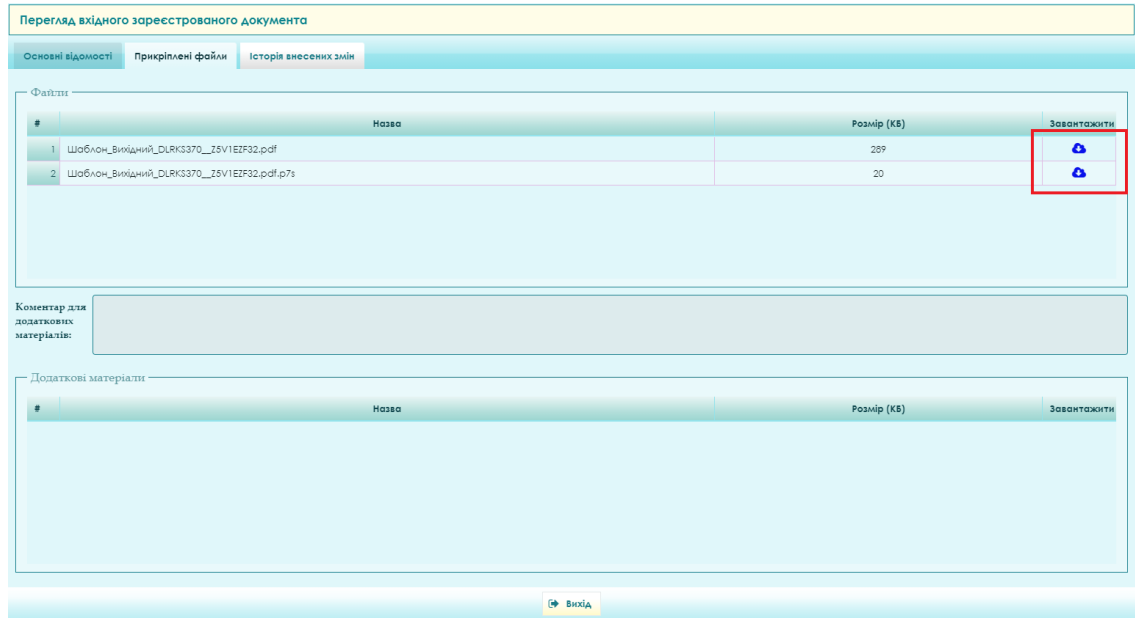 Перегляд вхідного зареєстрованого документа
Основні відомості Прикріплені файли Історія внесених змін
Файли
# Назва Розмір (КБ) Завантажити
1 Шаблон_Вихідний_DLRKS370__Z5V1EZF32.pdf 289
2 Шаблон_Вихідний_DLRKS370__Z5V1EZF32.pdf.p7s 20
Коментар для
додаткових
матеріалів:
Додаткові матеріали
# Назва Розмір (КБ) Завантажити
Вихід